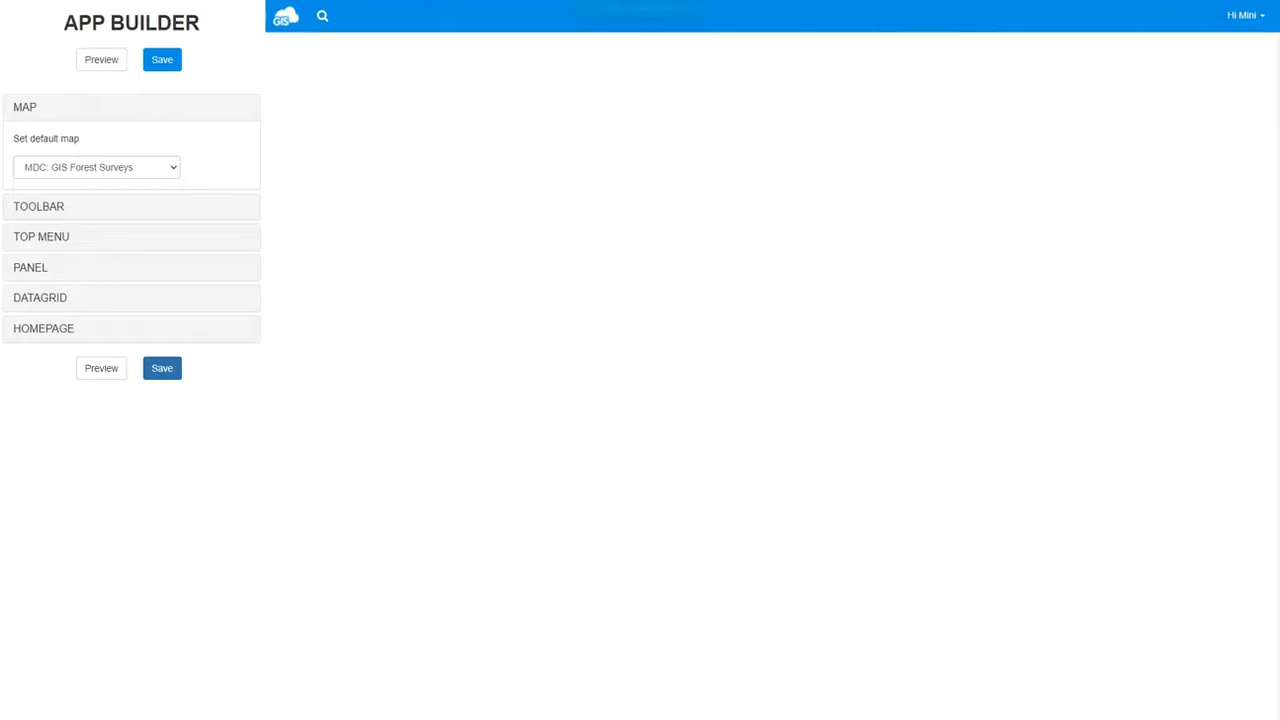 APP BUILDER
Preview
Save
MAP
Set default map
MDC: GIS Forest Surveys
TOOLBAR
TOP MENU
PANEL
DATAGRID
HOMEPAGE
Preview
Save
GIS
Hi Mini